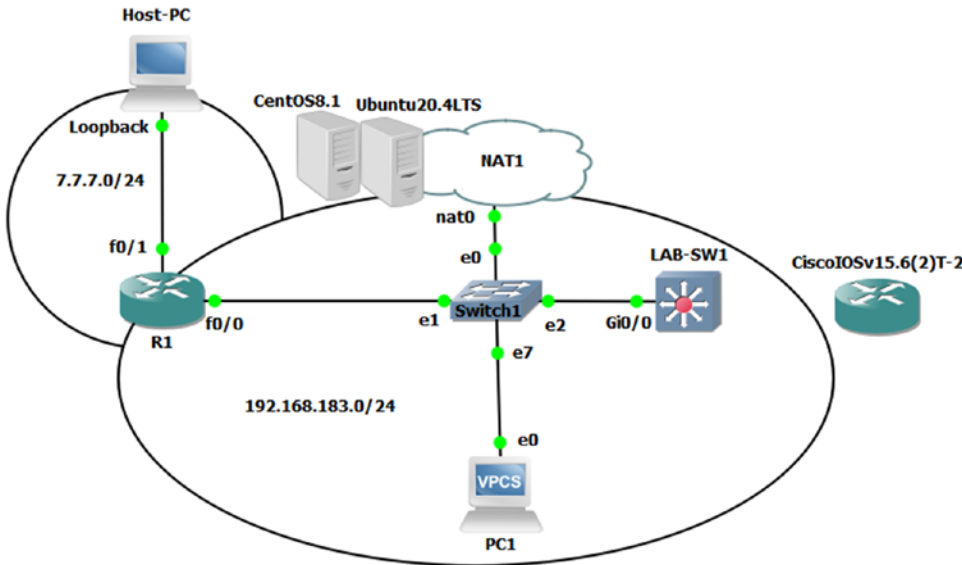 Host-PC
CentOS8.1
Ubuntu20.4LTS
Loopback
NAT1
7.7.7.0/24
nat0
f0/1
e0
LAB-SW1
CiscoIOSv15.6(2)T-2
f0/0
e1
Switch1
e2
Gi0/0
R1
e7
192.168.183.0/24
e0
VPCS
PC1